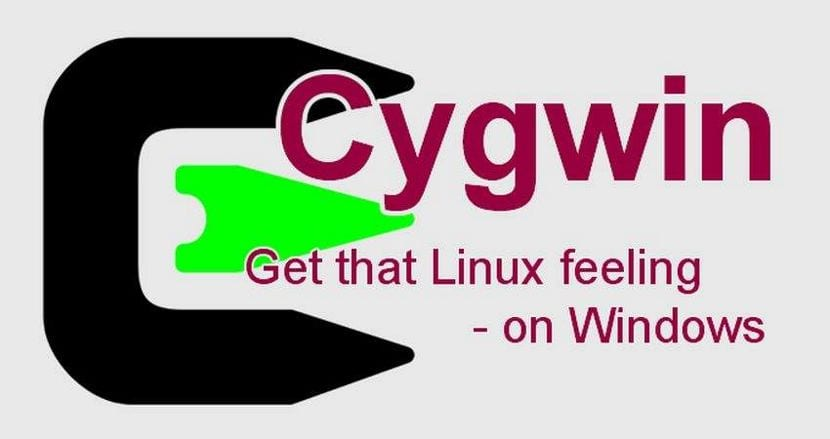 Cygwin
Get that Linux feeling
- on Windows